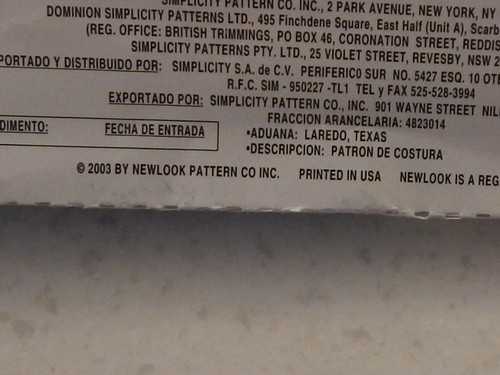 SIMPLICITY PATTERN CO. INC., 2 PARK AVENUE, NEW YORK, NY
DOMINION SIMPLICITY PATTERNS LTD., 495 Finchdene Square, East Half (Unit A), Scarb
(REG. OFFICE: BRITISH TRIMMINGS, PO BOX 46, CORONATION STREET, REDDIS
SIMPLICITY PATTERNS PTY. LTD., 25 VIOLET STREET, REVESBY, NSW 2
PORTADO Y DISTRIBUIDO POR: SIMPLICITY S.A. de C.V. PERIFERICO SUR NO. 5427 ESQ. 10 OTE
R.F.C. SIM - 950227 -TL1 TEL y FAX 525-528-3994
EXPORTADO POR: SIMPLICITY PATTERN CO., INC. 901 WAYNE STREET NIL
FRACCION ARANCELARIA: 4823014
DIMENTO: FECHA DE ENTRADA
•ADUANA: LAREDO, TEXAS
•DESCRIPCION: PATRON DE COSTURA
© 2003 BY NEWLOOK PATTERN CO INC. PRINTED IN USA NEWLOOK IS A REG